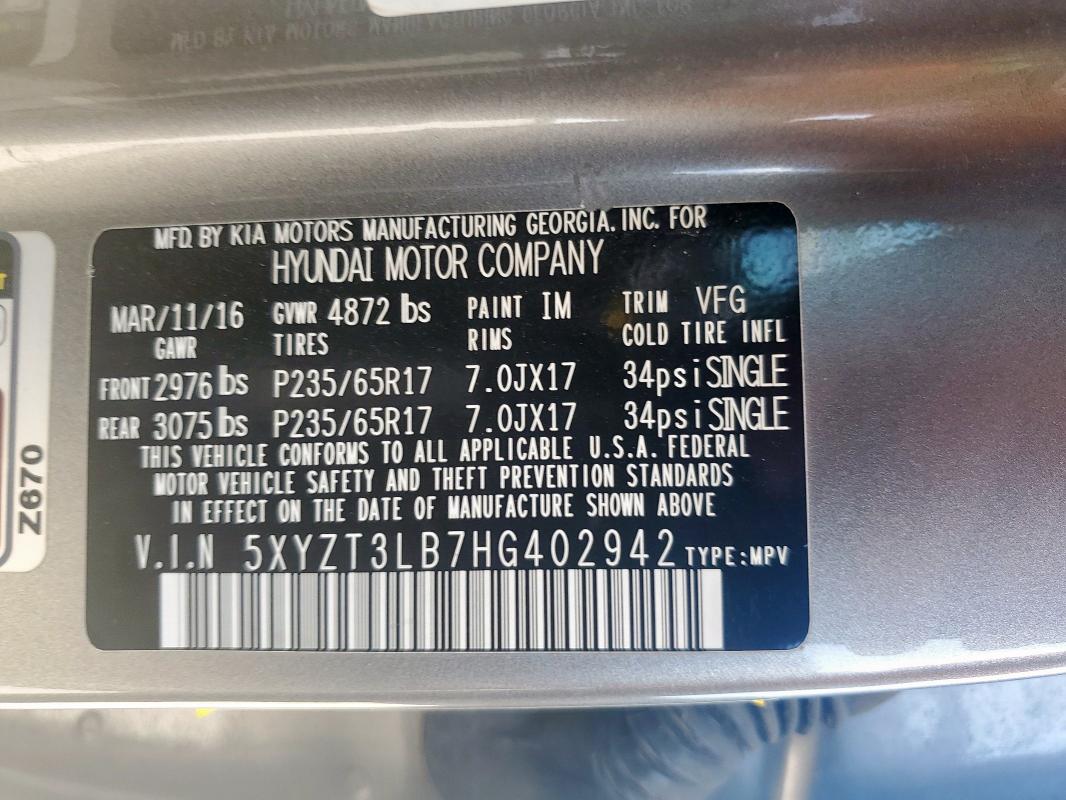 MFD. BY KIA MOTORS MANUFACTURING GEORGIA. INC. FOR
HYUNDAI MOTOR COMPANY
MAR/11/16 GVWR 4872 lbs PAINT IM TRIM VFG
GAWR TIRES RIMS COLD TIRE INFL
FRONT 2976 lbs P235/65R17 7.0JX17 34psi SINGLE
REAR 3075 lbs P235/65R17 7.0JX17 34psi SINGLE
THIS VEHICLE CONFORMS TO ALL APPLICABLE U.S.A. FEDERAL
MOTOR VEHICLE SAFETY AND THEFT PREVENTION STANDARDS
IN EFFECT ON THE DATE OF MANUFACTURE SHOWN ABOVE
V.I.N 5XYZT3LB7HG402942 TYPE:MPV
Z670